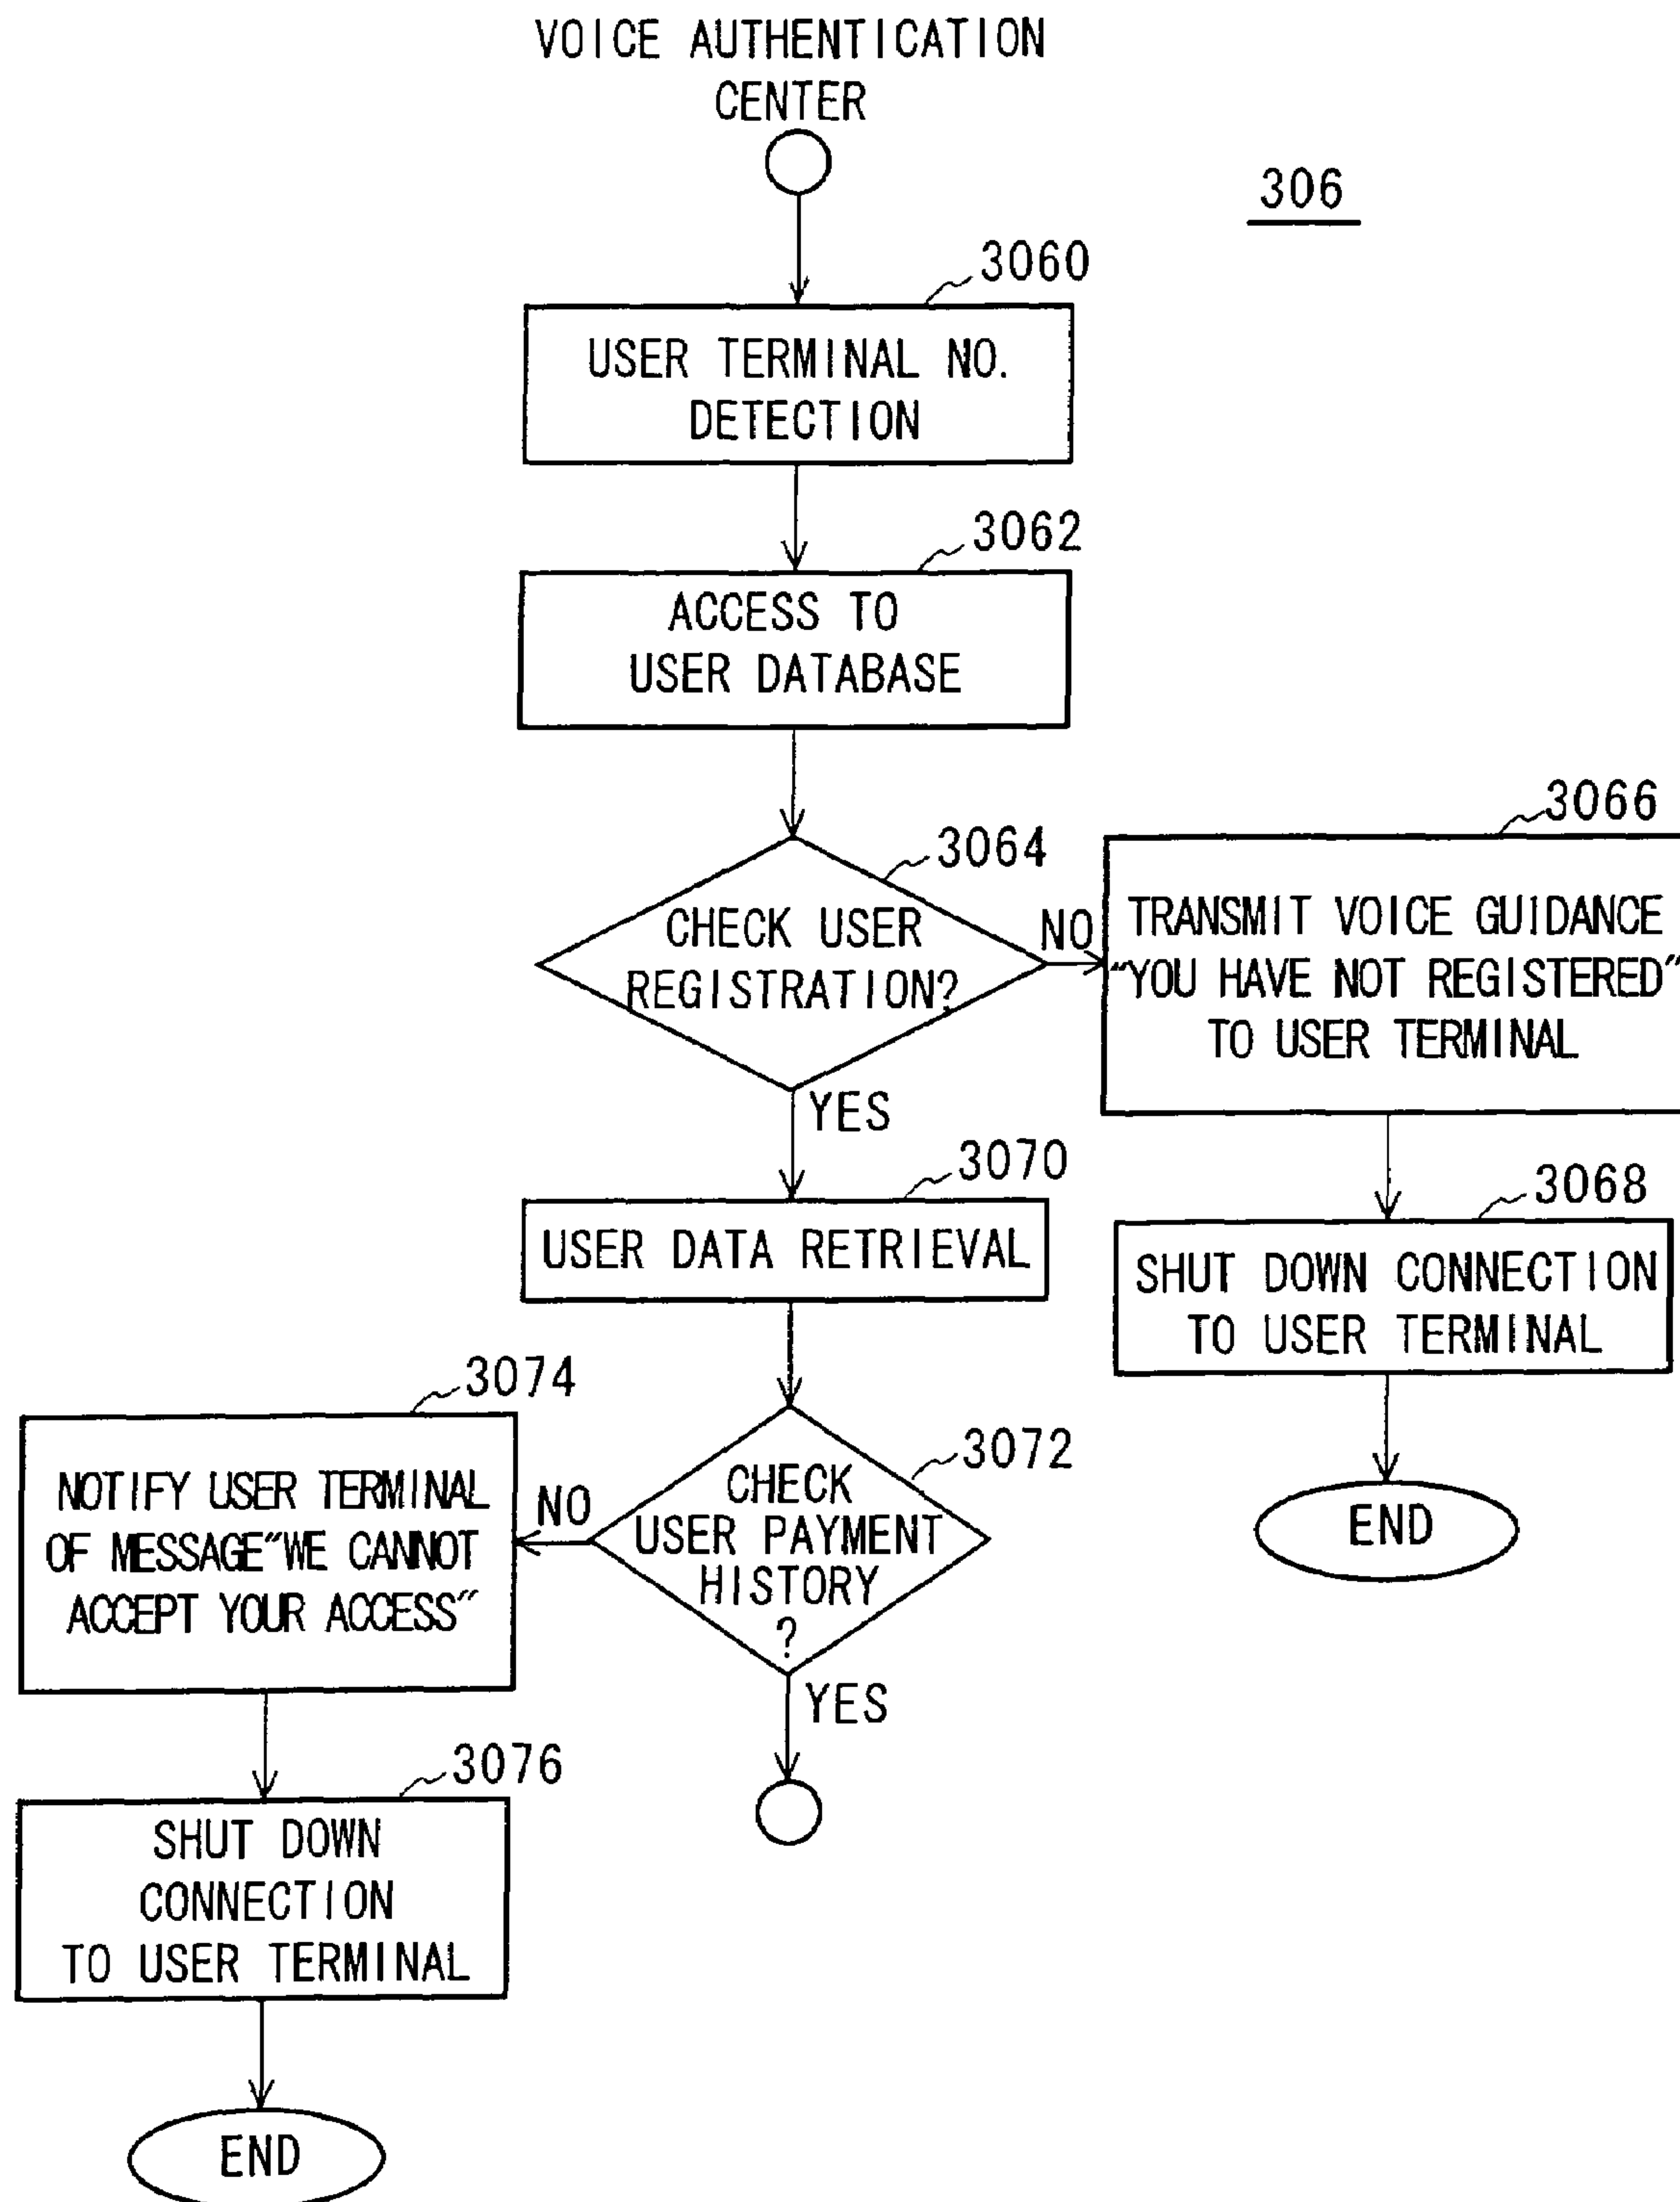 VOICE AUTHENTICATION
CENTER
306
3060
USER TERMINAL NO.
DETECTION
3062
ACCESS TO
USER DATABASE
3064
CHECK USER
REGISTRATION?
NO
YES
3066
TRANSMIT VOICE GUIDANCE
"YOU HAVE NOT REGISTERED"
TO USER TERMINAL
3068
SHUT DOWN CONNECTION
TO USER TERMINAL
END
3070
USER DATA RETRIEVAL
3072
CHECK
USER PAYMENT
HISTORY
?
NO
YES
3074
NOTIFY USER TERMINAL
OF MESSAGE"WE CANNOT
ACCEPT YOUR ACCESS"
3076
SHUT DOWN
CONNECTION
TO USER TERMINAL
END